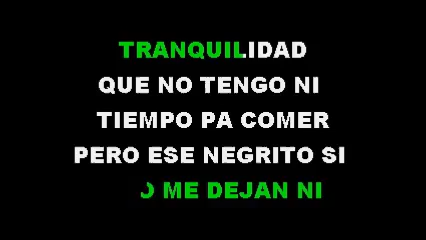 TRANQUILIDAD
QUE NO TENGO NI
TIEMPO PA COMER
PERO ESE NEGRITO SI
ME DEJAN NI